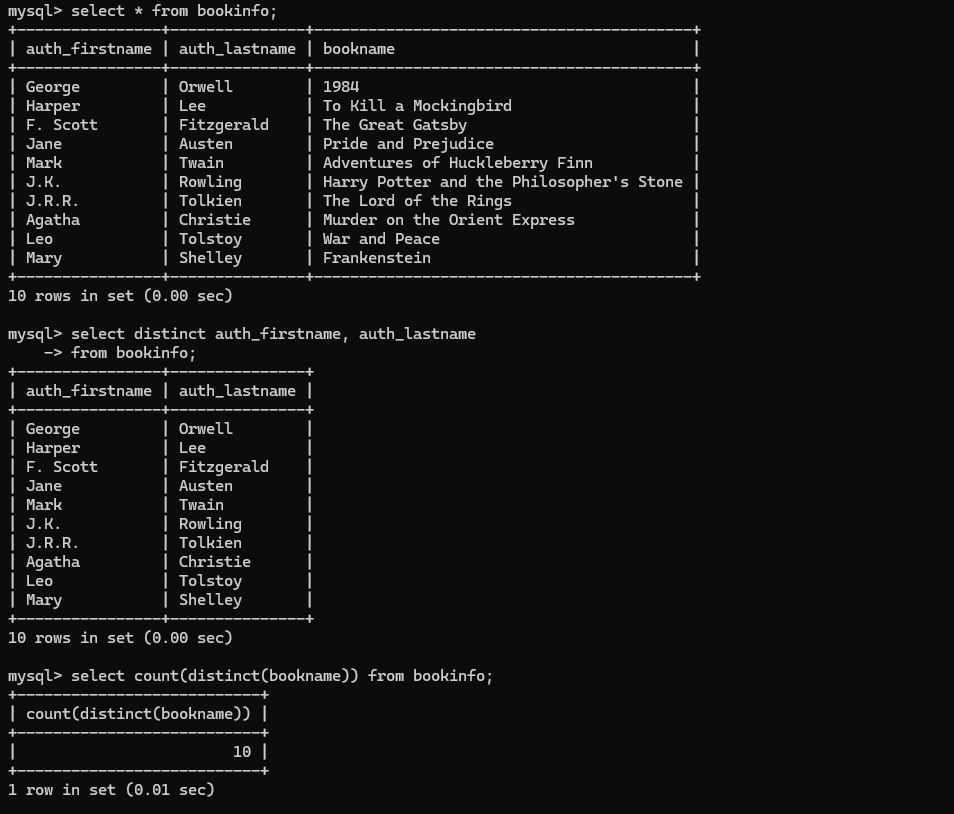 mysql> select * from bookinfo;
+----------------+---------------+------------------------------------------+
| auth_firstname | auth_lastname | bookname                                 |
+----------------+---------------+------------------------------------------+
| George         | Orwell        | 1984                                     |
| Harper         | Lee           | To Kill a Mockingbird                    |
| F. Scott       | Fitzgerald    | The Great Gatsby                         |
| Jane           | Austen        | Pride and Prejudice                      |
| Mark           | Twain         | Adventures of Huckleberry Finn           |
| J.K.           | Rowling       | Harry Potter and the Philosopher's Stone |
| J.R.R.         | Tolkien       | The Lord of the Rings                    |
| Agatha         | Christie      | Murder on the Orient Express             |
| Leo            | Tolstoy       | War and Peace                            |
| Mary           | Shelley       | Frankenstein                             |
+----------------+---------------+------------------------------------------+
10 rows in set (0.00 sec)

mysql> select distinct auth_firstname, auth_lastname
    -> from bookinfo;
+----------------+---------------+
| auth_firstname | auth_lastname |
+----------------+---------------+
| George         | Orwell        |
| Harper         | Lee           |
| F. Scott       | Fitzgerald    |
| Jane           | Austen        |
| Mark           | Twain         |
| J.K.           | Rowling       |
| J.R.R.         | Tolkien       |
| Agatha         | Christie      |
| Leo            | Tolstoy       |
| Mary           | Shelley       |
+----------------+---------------+
10 rows in set (0.00 sec)

mysql> select count(distinct(bookname)) from bookinfo;
+---------------------------+
| count(distinct(bookname)) |
+---------------------------+
|                        10 |
+---------------------------+
1 row in set (0.01 sec)